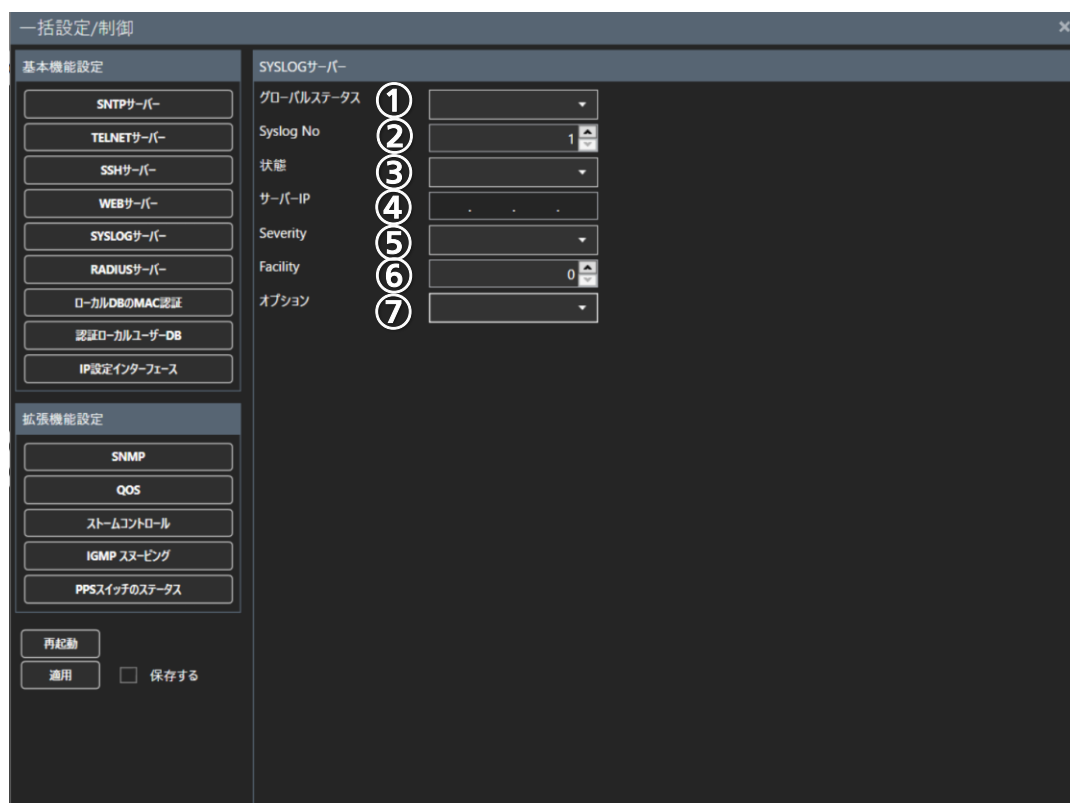 一括設定/制御
×
基本機能設定
SNTPサーバー
TELNETサーバー
SSHサーバー
WEBサーバー
SYSLOGサーバー
RADIUSサーバー
ローカルDBのMAC認証
認証ローカルユーザーDB
IP設定インターフェース
拡張機能設定
SNMP
QOS
ストームコントロール
IGMP スヌーピング
PPSスイッチのステータス
再起動
適用 保存する
SYSLOGサーバー
グローバルステータス ①
Syslog No ② 1
状態 ③
サーバーIP ④ . . .
Severity ⑤
Facility ⑥ 0
オプション ⑦